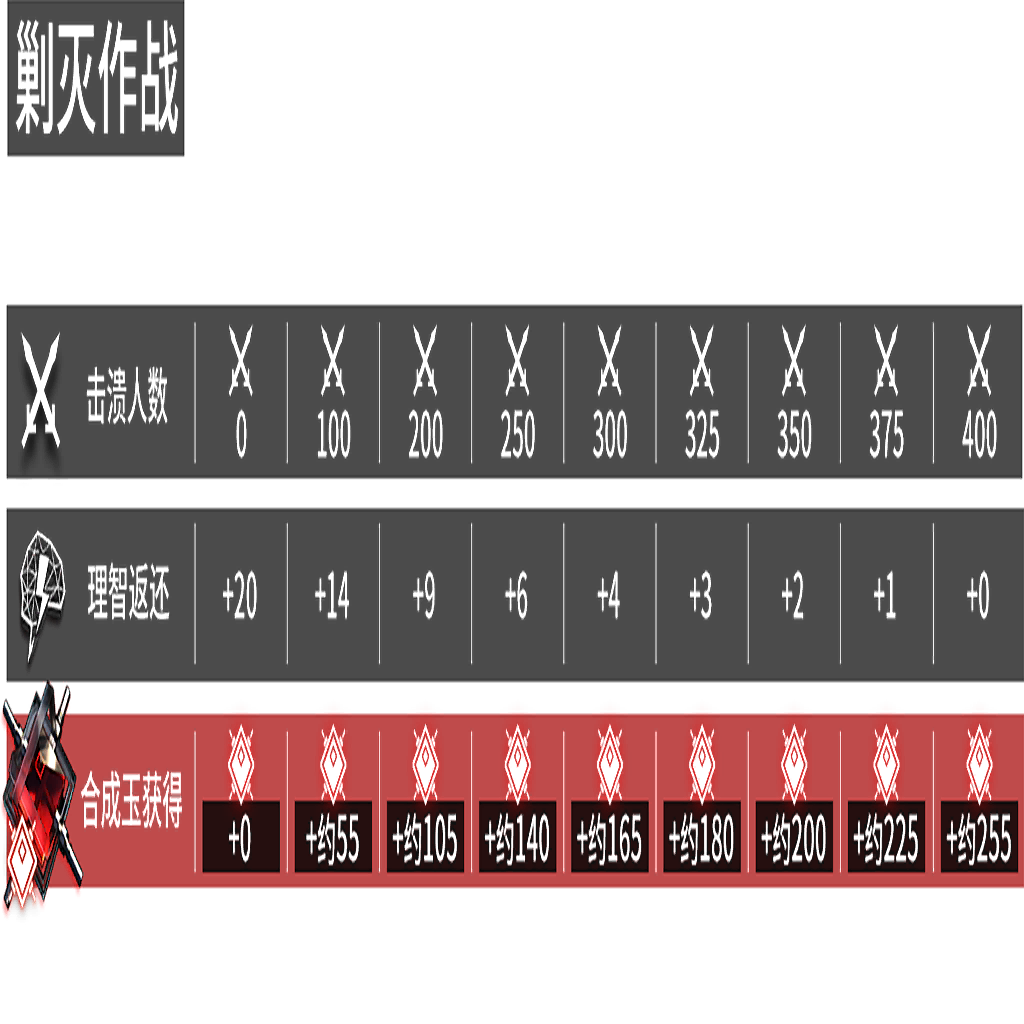 剿灭作战
击溃人数 0 100 200 250 300 325 350 375 400
理智返还 +20 +14 +9 +6 +4 +3 +2 +1 +0
合成玉获得 +0 +约55 +约105 +约140 +约165 +约180 +约200 +约225 +约255